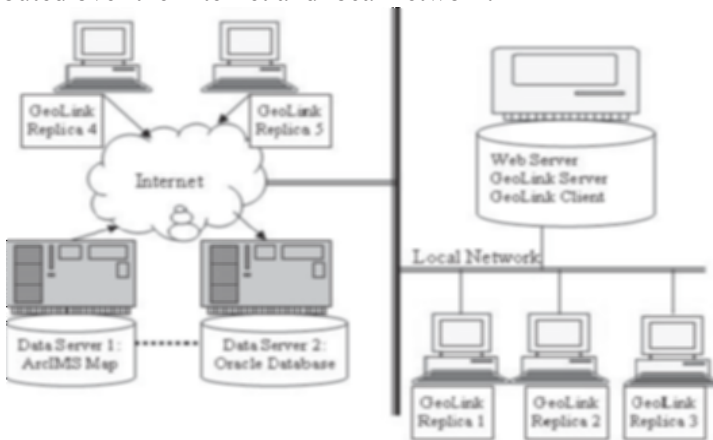 GeoLink
Replica 4
GeoLink
Replica 5
Internet
Web Server
GeoLink Server
GeoLink Client
Local Network
Data Server 1:
ArcIMS Map
Data Server 2:
Oracle Database
GeoLink
Replica 1
GeoLink
Replica 2
GeoLink
Replica 3